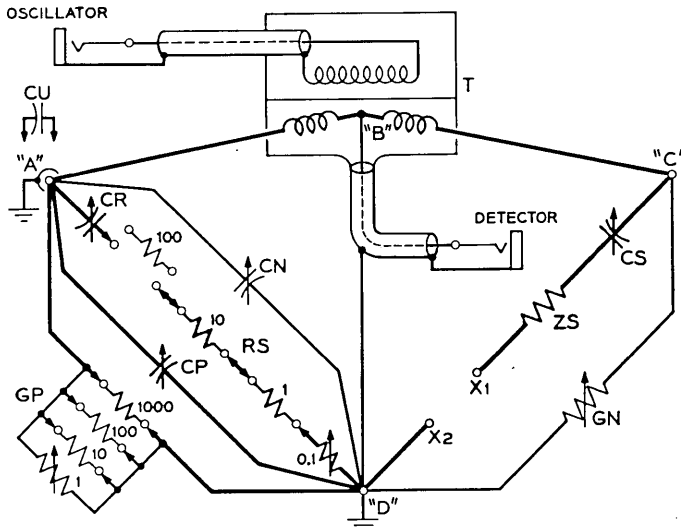 OSCILLATOR
T
CU
"B"
"A"
"C"
CR
DETECTOR
100
CN
CS
10
RS
ZS
CP
1
X1
GP
1000
GN
100
X2
10
0.1
1
"D"